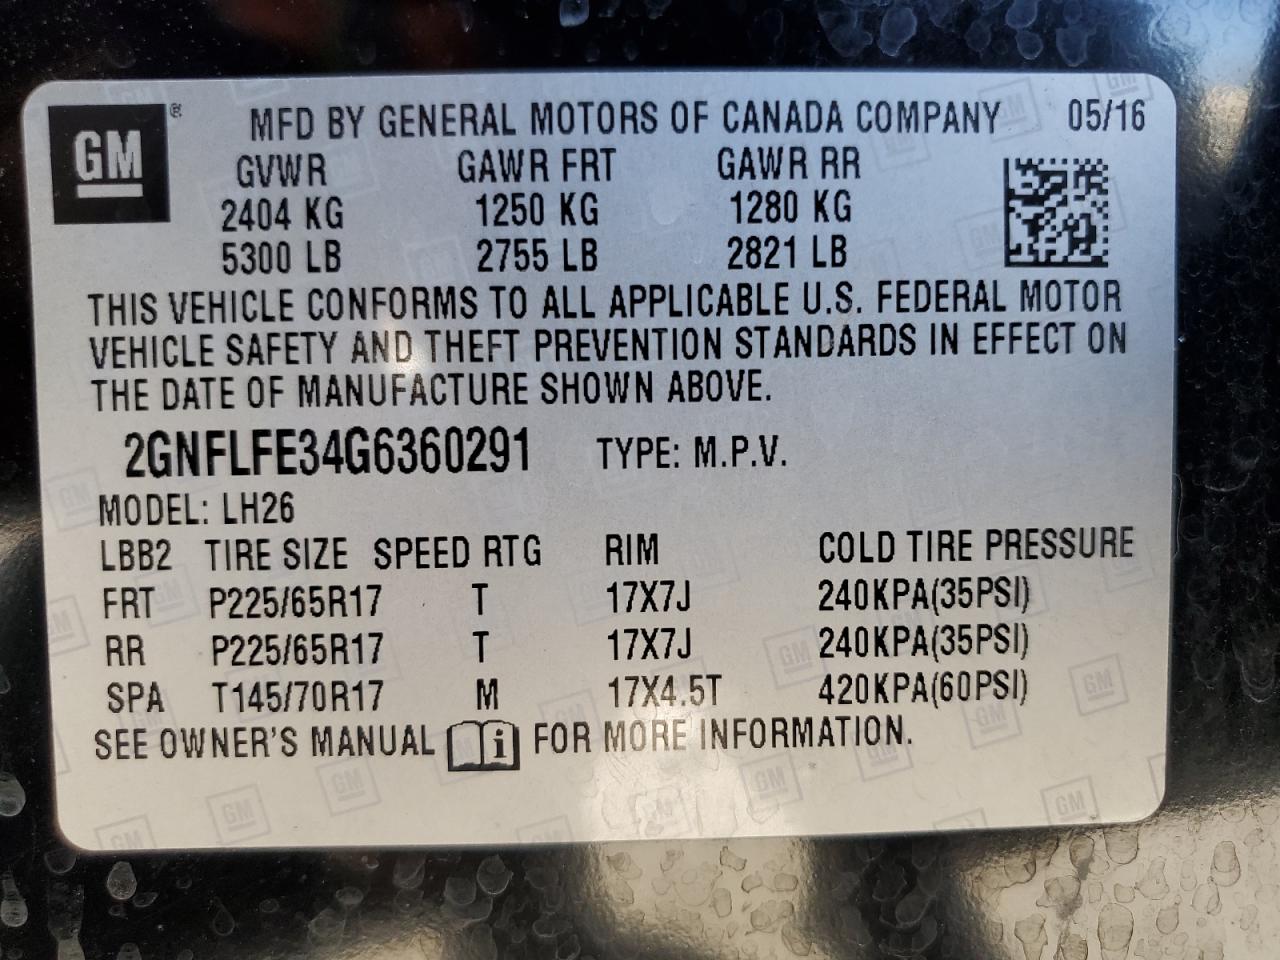 GM®
MFD BY GENERAL MOTORS OF CANADA COMPANY 05/16
GVWR GAWR FRT GAWR RR
2404 KG 1250 KG 1280 KG
5300 LB 2755 LB 2821 LB
THIS VEHICLE CONFORMS TO ALL APPLICABLE U.S. FEDERAL MOTOR
VEHICLE SAFETY AND THEFT PREVENTION STANDARDS IN EFFECT ON
THE DATE OF MANUFACTURE SHOWN ABOVE.
2GNFLFE34G6360291 TYPE: M.P.V.
MODEL: LH26
LBB2 TIRE SIZE SPEED RTG RIM COLD TIRE PRESSURE
FRT P225/65R17 T 17X7J 240KPA(35PSI)
RR P225/65R17 T 17X7J 240KPA(35PSI)
SPA T145/70R17 M 17X4.5T 420KPA(60PSI)
SEE OWNER'S MANUAL i FOR MORE INFORMATION.